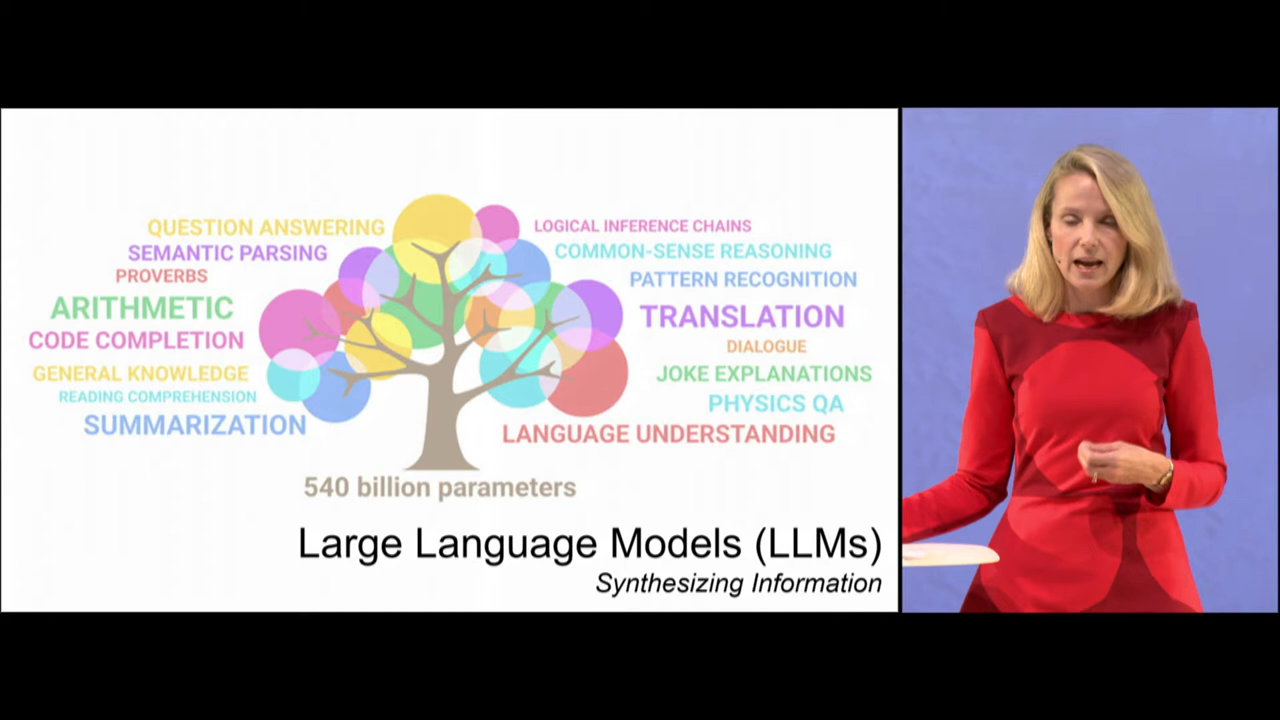 QUESTION ANSWERING
SEMANTIC PARSING
PROVERBS
ARITHMETIC
CODE COMPLETION
GENERAL KNOWLEDGE
READING COMPREHENSION
SUMMARIZATION
LOGICAL INFERENCE CHAINS
COMMON-SENSE REASONING
PATTERN RECOGNITION
TRANSLATION
DIALOGUE
JOKE EXPLANATIONS
PHYSICS QA
LANGUAGE UNDERSTANDING
540 billion parameters
Large Language Models (LLMs)
Synthesizing Information